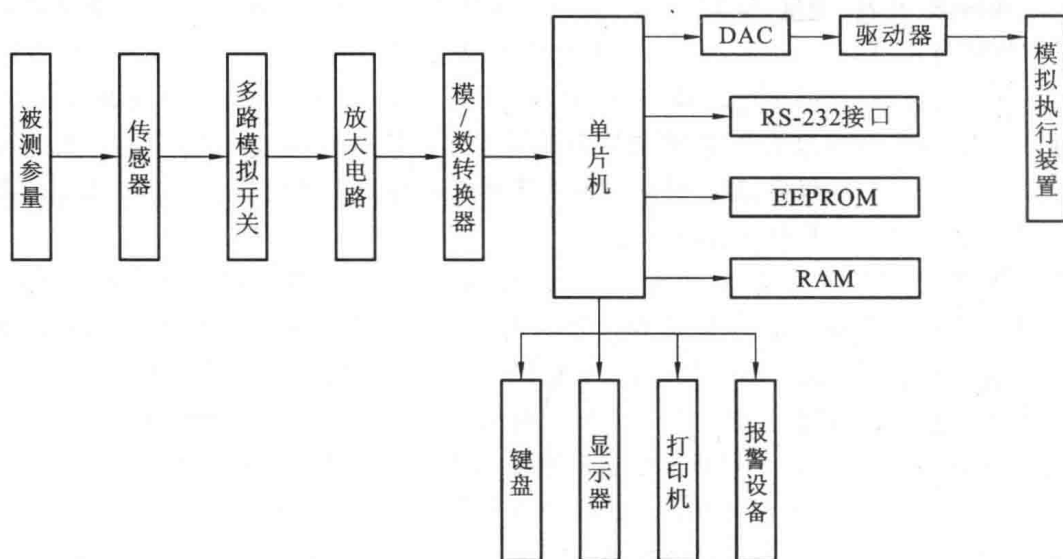 被测参量
传感器
多路模拟开关
放大电路
模/数转换器
单片机
DAC
驱动器
模拟执行装置
RS-232接口
EEPROM
RAM
键盘
显示器
打印机
报警设备